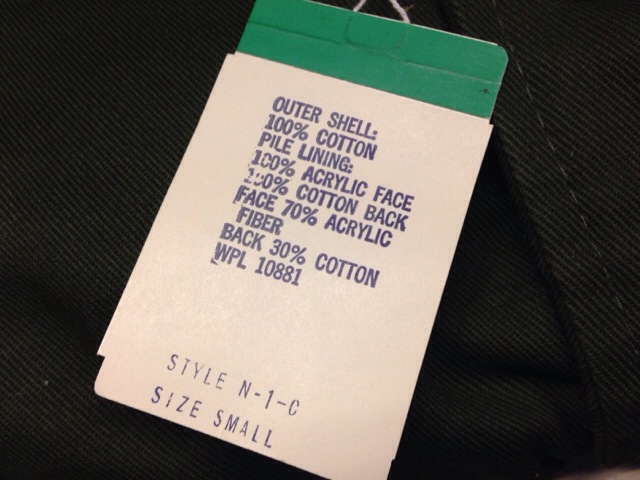 OUTER SHELL:
100% COTTON
PILE LINING:
100% ACRYLIC FACE
100% COTTON BACK
FACE 70% ACRYLIC
FIBER
BACK 30% COTTON
WPL 10881
STYLE N-1-C
SIZE SMALL